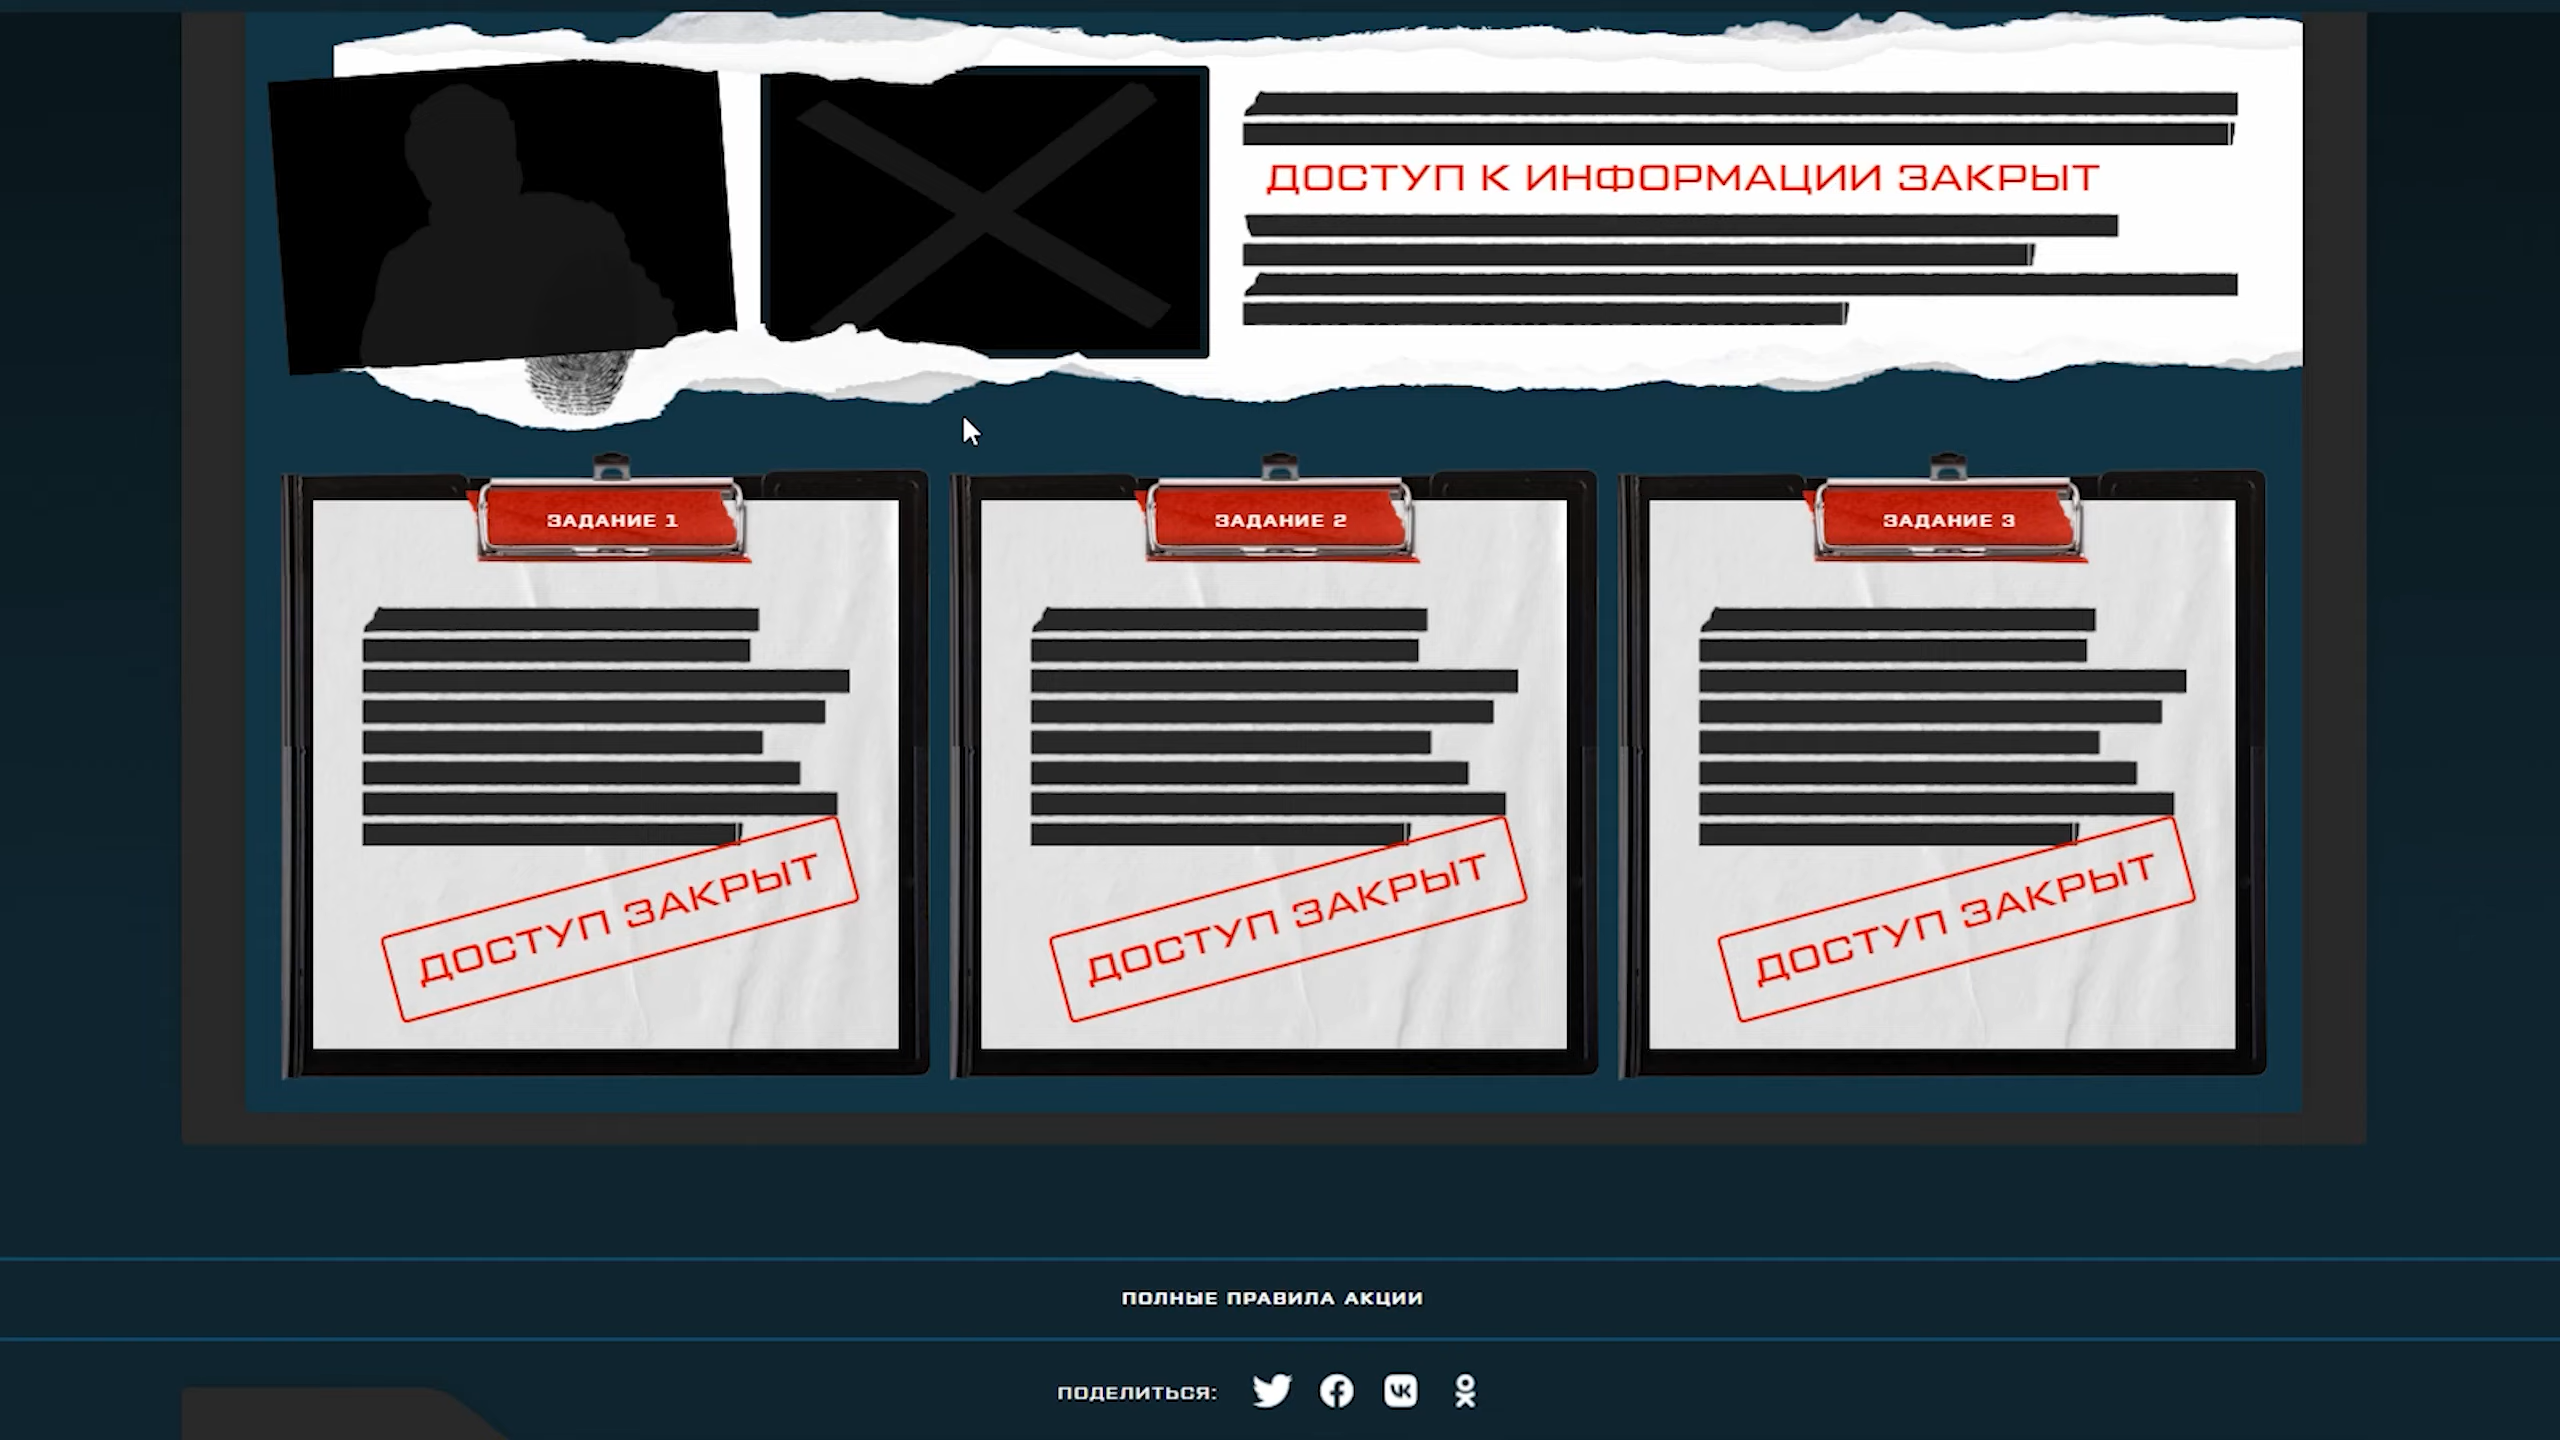 ДОСТУП К ИНФОРМАЦИИ ЗАКРЫТ
ЗАДАНИЕ 1
ДОСТУП ЗАКРЫТ
ЗАДАНИЕ 2
ДОСТУП ЗАКРЫТ
ЗАДАНИЕ 3
ДОСТУП ЗАКРЫТ
ПОЛНЫЕ ПРАВИЛА АКЦИИ
ПОДЕЛИТЬСЯ: